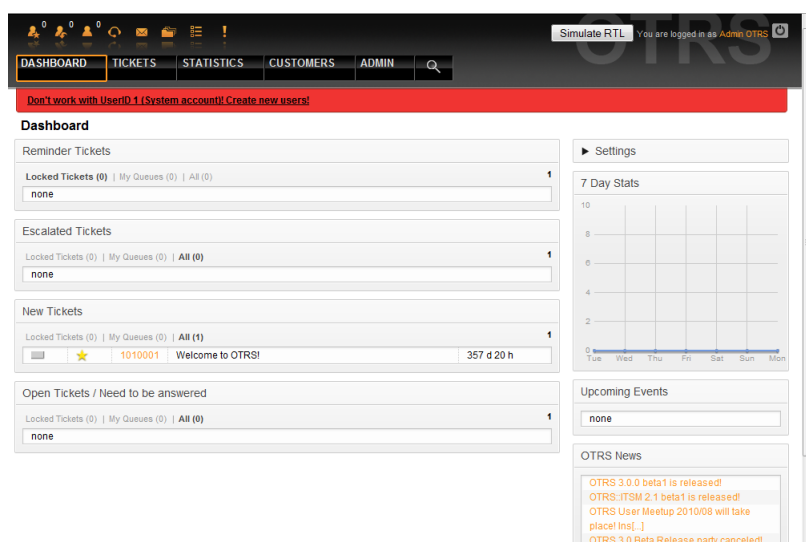 0 0 0
Simulate RTL You are logged in as Admin OTRS
OTRS
DASHBOARD TICKETS STATISTICS CUSTOMERS ADMIN
Don't work with UserID 1 (System account)! Create new users!
Dashboard
Reminder Tickets
Locked Tickets (0) | My Queues (0) | All (0) 1
none
Escalated Tickets
Locked Tickets (0) | My Queues (0) | All (0) 1
none
New Tickets
Locked Tickets (0) | My Queues (0) | All (1) 1
1010001 Welcome to OTRS! 357 d 20 h
Open Tickets / Need to be answered
Locked Tickets (0) | My Queues (0) | All (0) 1
none
► Settings
7 Day Stats
10
8
6
4
2
0
Tue Wed Thu Fri Sat Sun Mon
Upcoming Events
none
OTRS News
OTRS 3.0.0 beta1 is released!
OTRS::ITSM 2.1 beta1 is released!
OTRS User Meetup 2010/08 will take
place! Ins[...]
OTRS 3.0 Beta Release party canceled!